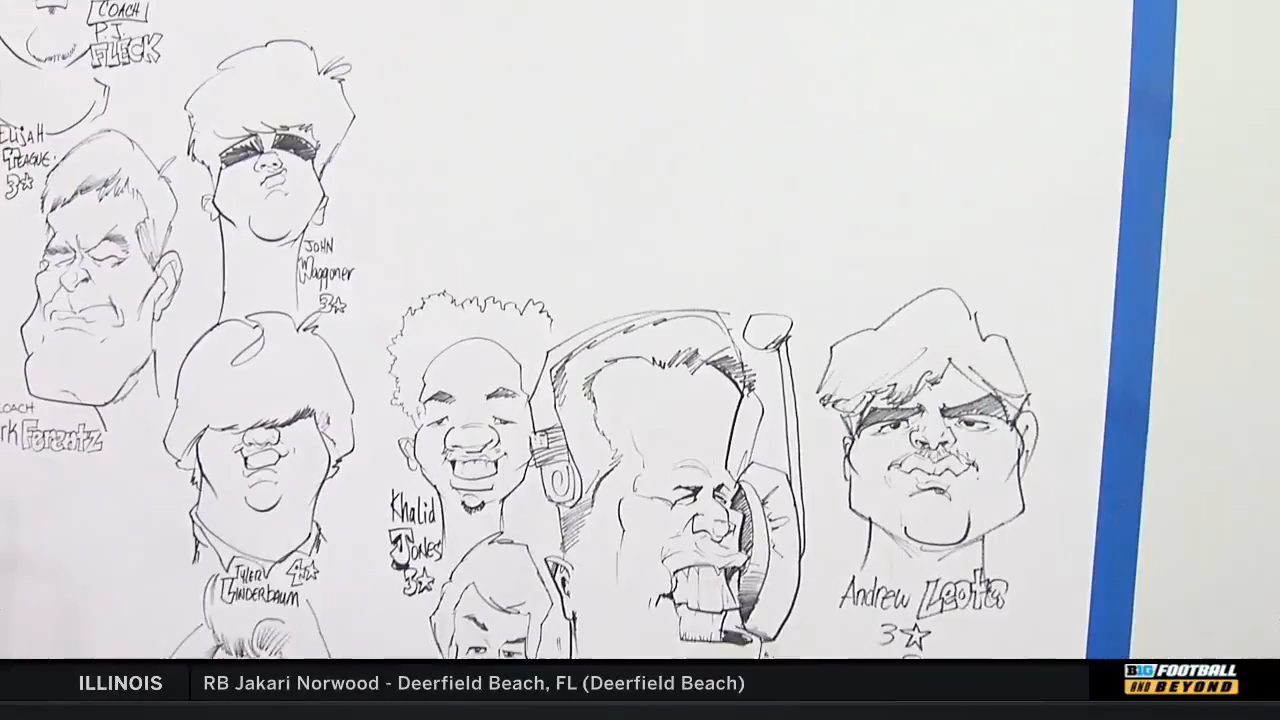 COACH
P.J.
FLECK
ELIJAH
TEAGUE
3☆
JOHN
Waggoner
3☆
COACH
rk Ferentz
TYLER 4☆
LINDERBAUM
Khalid
JONES
3☆
Andrew Leota
3☆
ILLINOIS RB Jakari Norwood - Deerfield Beach, FL (Deerfield Beach)
B1G FOOTBALL
AND BEYOND